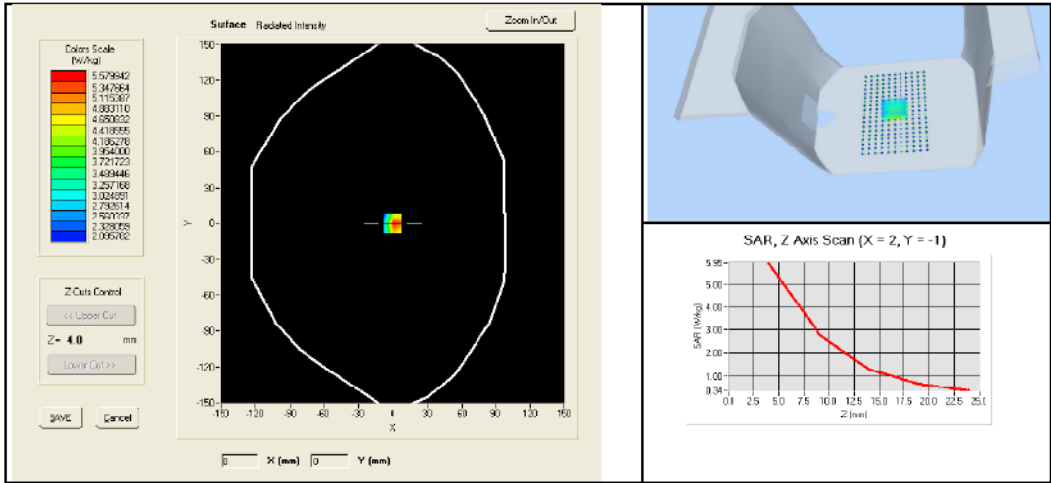 Surface Radiated Intensity
Zoom In/Out
Colors Scale
(W/kg)
5.579942
5.347664
5.115387
4.883110
4.650832
4.418555
4.186278
3.954000
3.721723
3.489446
3.257168
3.024891
2.792614
2.560337
2.328059
2.095782
150
120
90
60
30
0
-30
-60
-90
-120
-150
Y
-150 -120 -90 -60 -30 30 60 90 120 150
X
Z-Cuts Control
<< Upper Cut
Z= 4.0 mm
Lower Cut >>
SAVE Cancel
0 X (mm) 0 Y (mm)
SAR, Z Axis Scan (X = 2, Y = -1)
SAR (W/kg)
5.95
5.00
4.00
3.00
2.00
1.00
0.34
0.0 2.5 5.0 7.5 10.0 12.5 15.0 17.5 20.0 22.5 25.0
Z (mm)